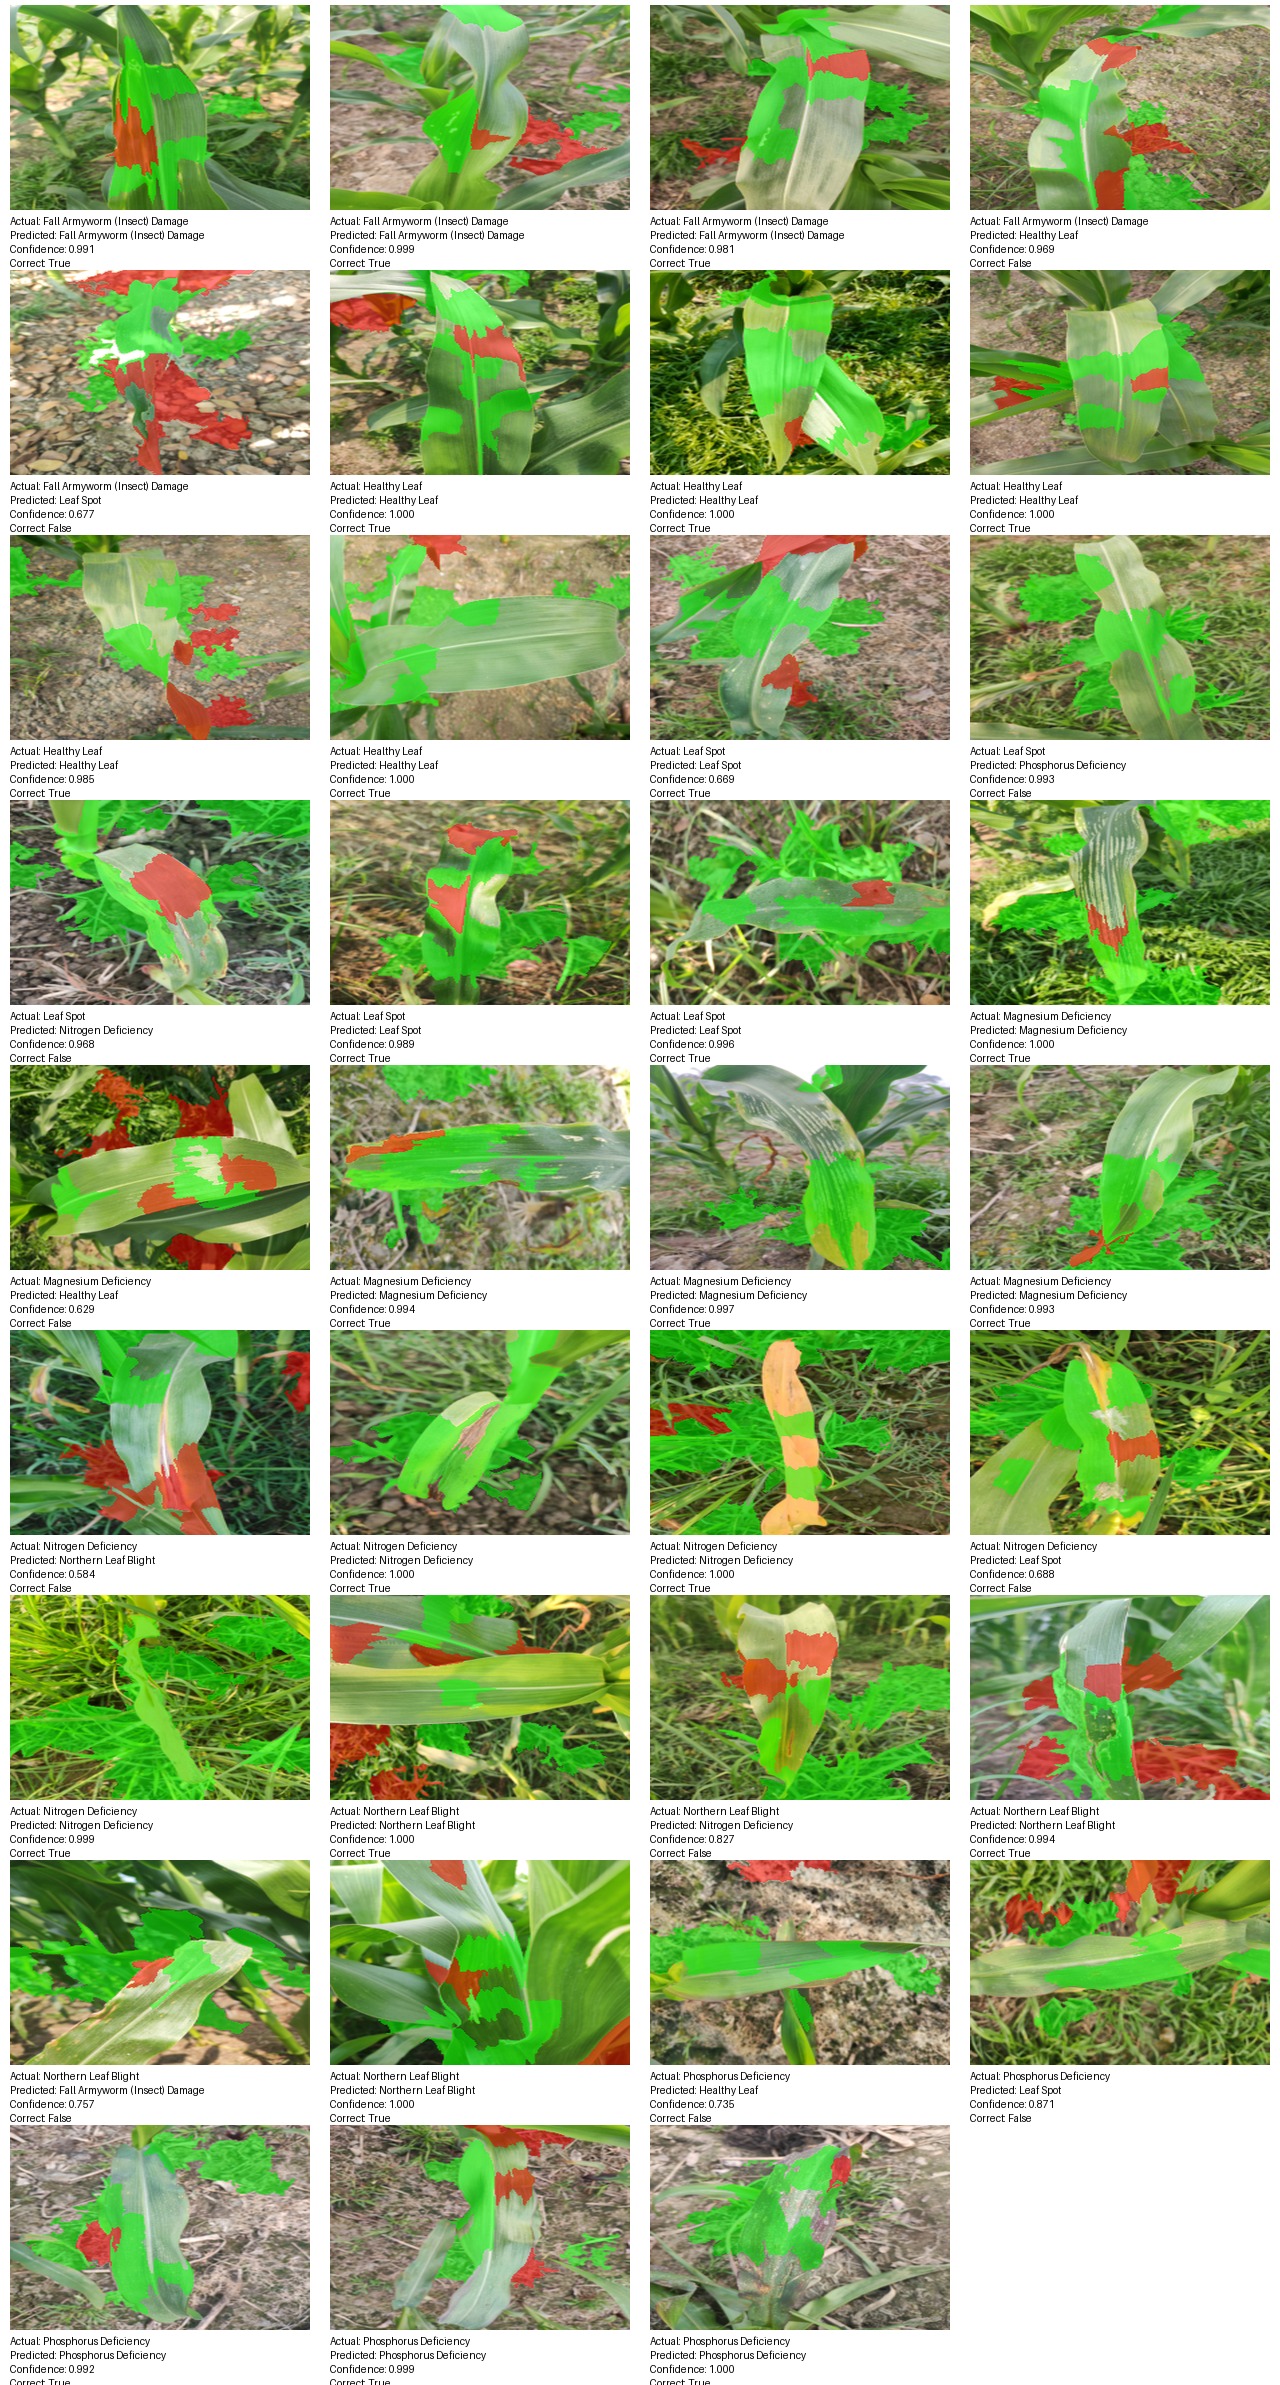 Actual: Fall Armyworm (Insect) Damage
Predicted: Fall Armyworm (Insect) Damage
Confidence: 0.991
Correct: True
Actual: Fall Armyworm (Insect) Damage
Predicted: Fall Armyworm (Insect) Damage
Confidence: 0.999
Correct: True
Actual: Fall Armyworm (Insect) Damage
Predicted: Fall Armyworm (Insect) Damage
Confidence: 0.981
Correct: True
Actual: Fall Armyworm (Insect) Damage
Predicted: Healthy Leaf
Confidence: 0.969
Correct: False
Actual: Fall Armyworm (Insect) Damage
Predicted: Leaf Spot
Confidence: 0.677
Correct: False
Actual: Healthy Leaf
Predicted: Healthy Leaf
Confidence: 1.000
Correct: True
Actual: Healthy Leaf
Predicted: Healthy Leaf
Confidence: 1.000
Correct: True
Actual: Healthy Leaf
Predicted: Healthy Leaf
Confidence: 1.000
Correct: True
Actual: Healthy Leaf
Predicted: Healthy Leaf
Confidence: 0.985
Correct: True
Actual: Healthy Leaf
Predicted: Healthy Leaf
Confidence: 1.000
Correct: True
Actual: Leaf Spot
Predicted: Leaf Spot
Confidence: 0.669
Correct: True
Actual: Leaf Spot
Predicted: Phosphorus Deficiency
Confidence: 0.993
Correct: False
Actual: Leaf Spot
Predicted: Nitrogen Deficiency
Confidence: 0.968
Correct: False
Actual: Leaf Spot
Predicted: Leaf Spot
Confidence: 0.989
Correct: True
Actual: Leaf Spot
Predicted: Leaf Spot
Confidence: 0.996
Correct: True
Actual: Magnesium Deficiency
Predicted: Magnesium Deficiency
Confidence: 1.000
Correct: True
Actual: Magnesium Deficiency
Predicted: Healthy Leaf
Confidence: 0.629
Correct: False
Actual: Magnesium Deficiency
Predicted: Magnesium Deficiency
Confidence: 0.994
Correct: True
Actual: Magnesium Deficiency
Predicted: Magnesium Deficiency
Confidence: 0.997
Correct: True
Actual: Magnesium Deficiency
Predicted: Magnesium Deficiency
Confidence: 0.993
Correct: True
Actual: Nitrogen Deficiency
Predicted: Northern Leaf Blight
Confidence: 0.584
Correct: False
Actual: Nitrogen Deficiency
Predicted: Nitrogen Deficiency
Confidence: 1.000
Correct: True
Actual: Nitrogen Deficiency
Predicted: Nitrogen Deficiency
Confidence: 1.000
Correct: True
Actual: Nitrogen Deficiency
Predicted: Leaf Spot
Confidence: 0.688
Correct: False
Actual: Nitrogen Deficiency
Predicted: Nitrogen Deficiency
Confidence: 0.999
Correct: True
Actual: Northern Leaf Blight
Predicted: Northern Leaf Blight
Confidence: 1.000
Correct: True
Actual: Northern Leaf Blight
Predicted: Nitrogen Deficiency
Confidence: 0.827
Correct: False
Actual: Northern Leaf Blight
Predicted: Northern Leaf Blight
Confidence: 0.994
Correct: True
Actual: Northern Leaf Blight
Predicted: Fall Armyworm (Insect) Damage
Confidence: 0.757
Correct: False
Actual: Northern Leaf Blight
Predicted: Northern Leaf Blight
Confidence: 1.000
Correct: True
Actual: Phosphorus Deficiency
Predicted: Healthy Leaf
Confidence: 0.735
Correct: False
Actual: Phosphorus Deficiency
Predicted: Leaf Spot
Confidence: 0.871
Correct: False
Actual: Phosphorus Deficiency
Predicted: Phosphorus Deficiency
Confidence: 0.992
Correct: True
Actual: Phosphorus Deficiency
Predicted: Phosphorus Deficiency
Confidence: 0.999
Correct: True
Actual: Phosphorus Deficiency
Predicted: Phosphorus Deficiency
Confidence: 1.000
Correct: True